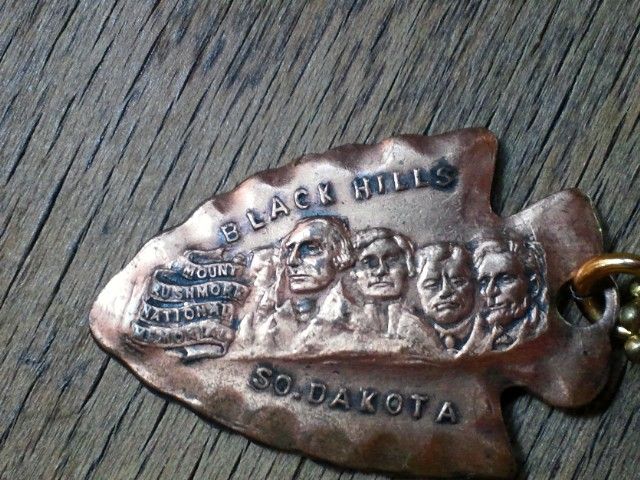 BLACK HILLS
MOUNT
RUSHMORE
NATIONAL
MEMORIAL
SO. DAKOTA